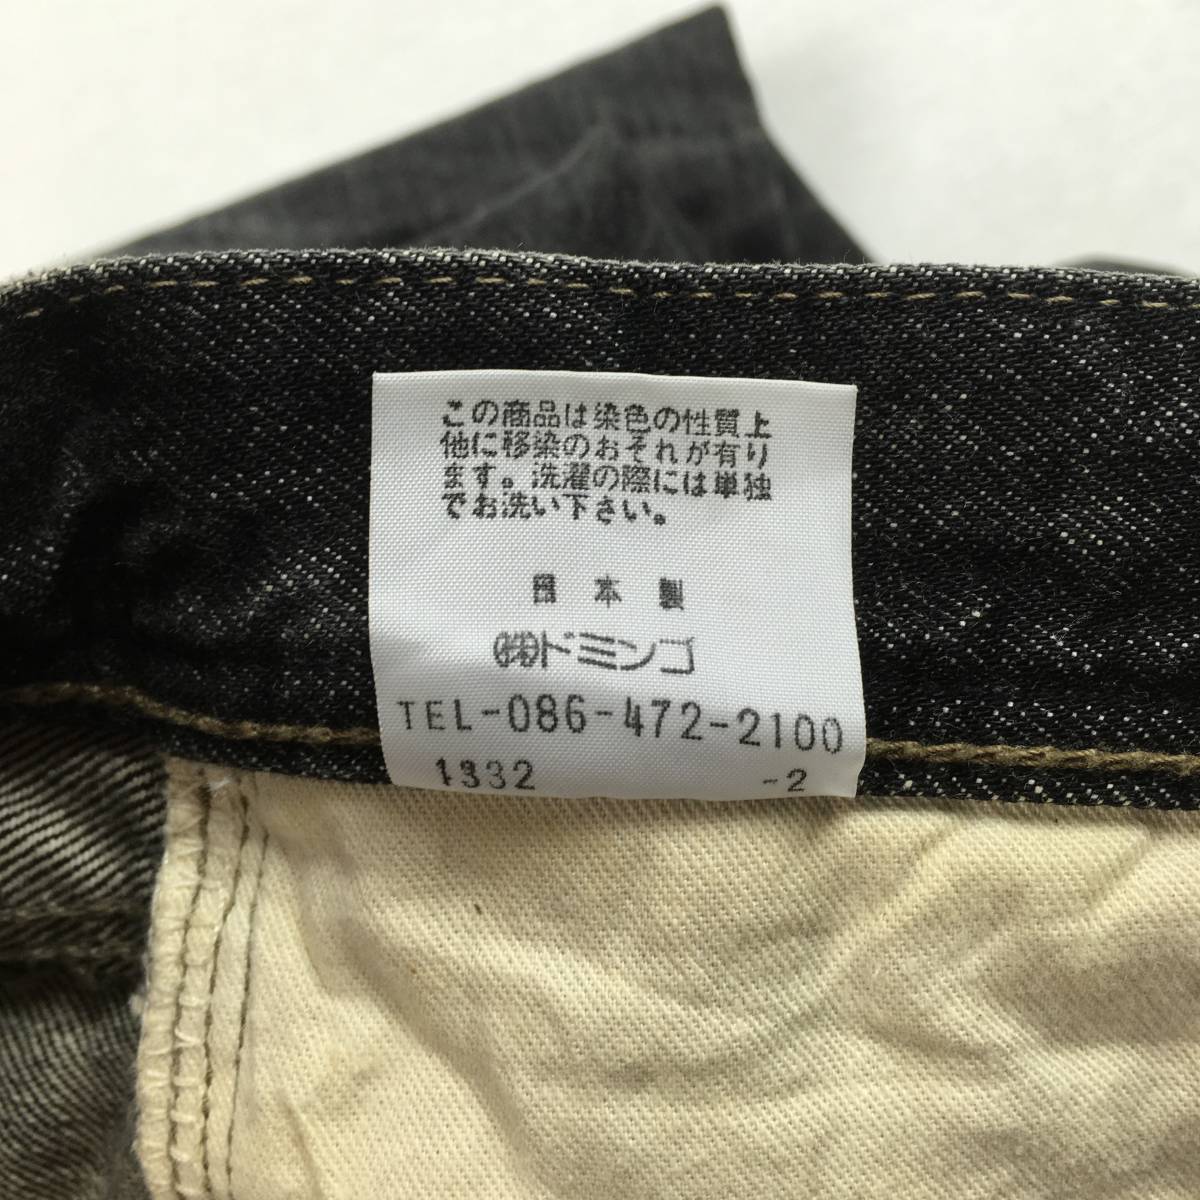 この商品は染色の性質上
他に移染のおそれが有り
ます。洗濯の際には単独
でお洗い下さい。
日本製
㈱ドミンゴ
TEL-086-472-2100
1332 -2